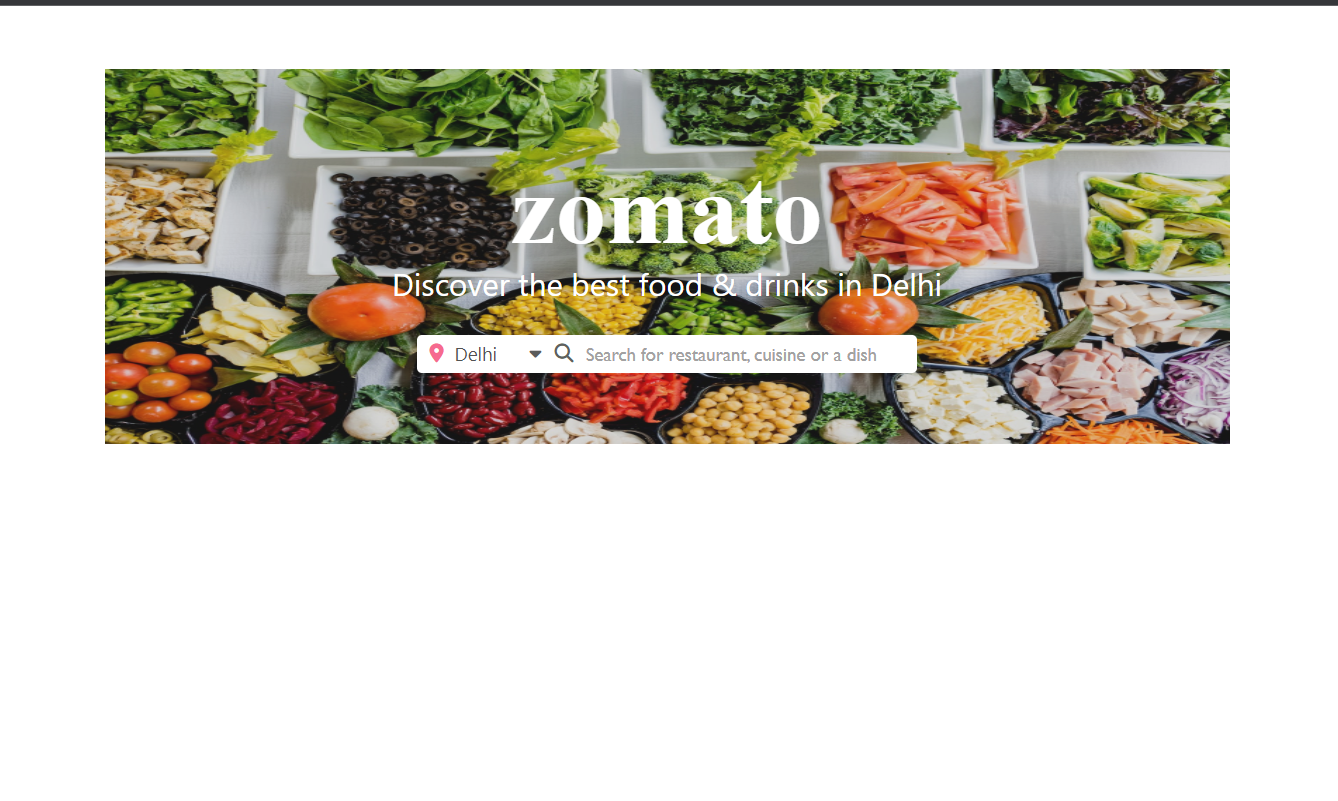 zomato
Discover the best food & drinks in Delhi
Delhi Search for restaurant, cuisine or a dish